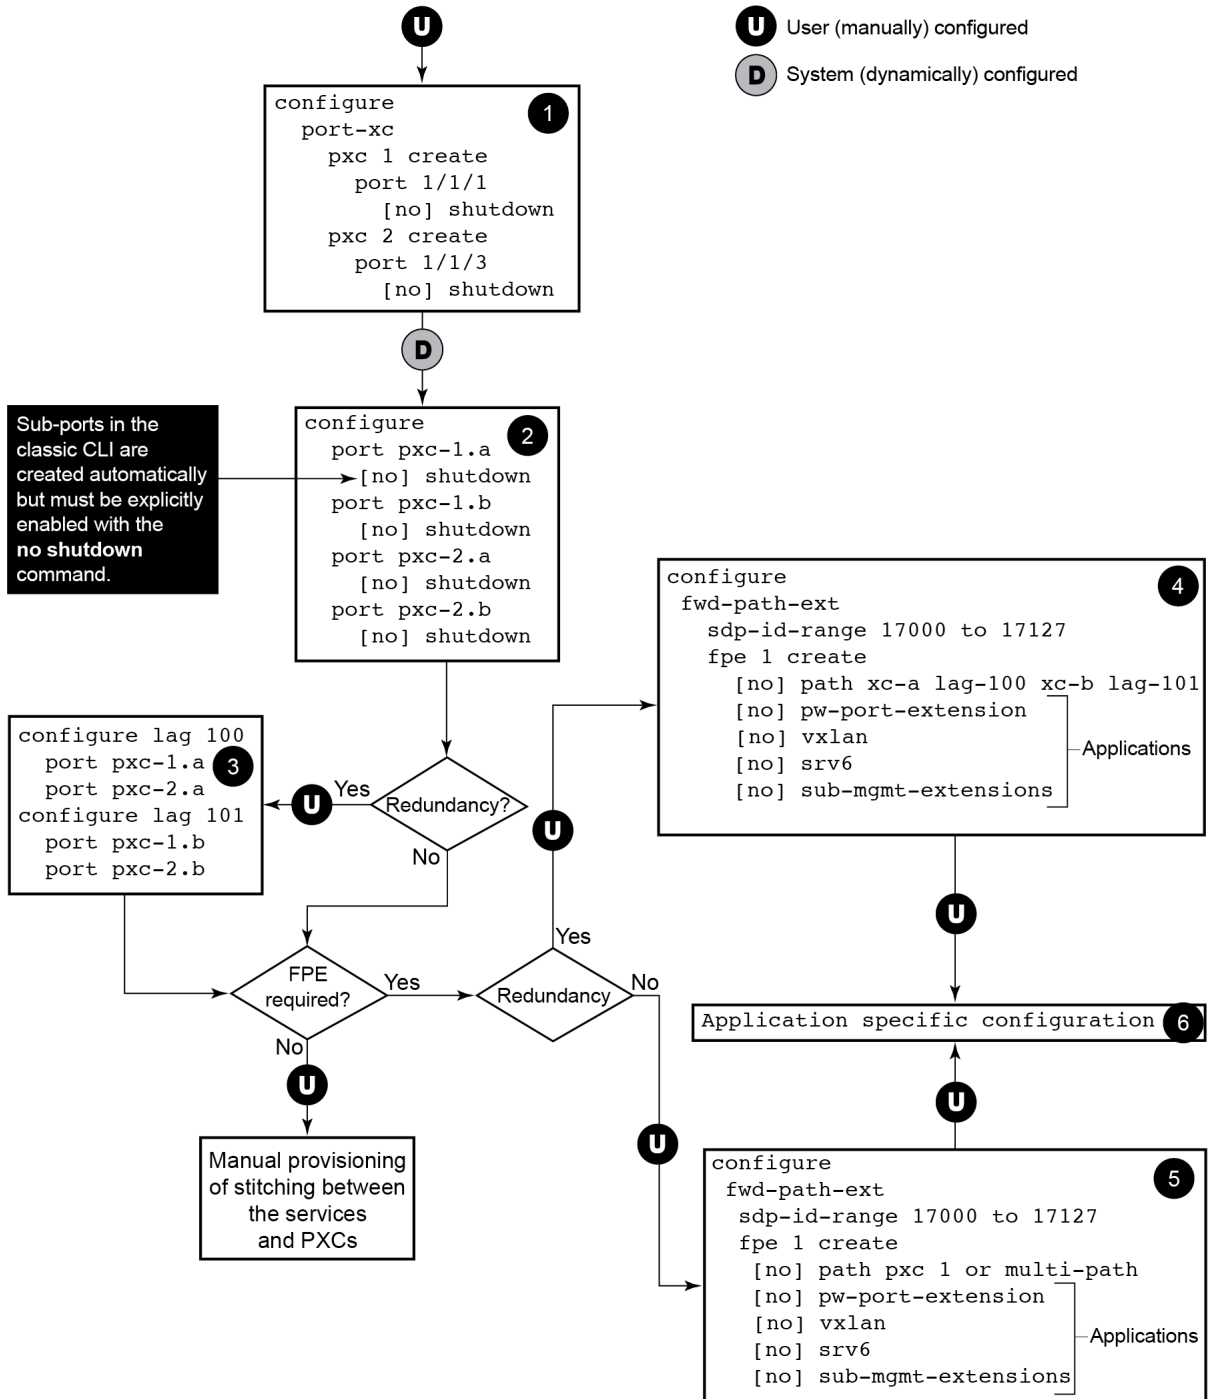 U
U User (manually) configured
D System (dynamically) configured
configure
port-xc
pxc 1 create
port 1/1/1
[no] shutdown
pxc 2 create
port 1/1/3
[no] shutdown
1
D
Sub-ports in the
classic CLI are
created automatically
but must be explicitly
enabled with the
no shutdown
command.
configure
port pxc-1.a
[no] shutdown
port pxc-1.b
[no] shutdown
port pxc-2.a
[no] shutdown
port pxc-2.b
[no] shutdown
2
Redundancy?
Yes
U
No
configure lag 100
port pxc-1.a
port pxc-2.a
configure lag 101
port pxc-1.b
port pxc-2.b
3
FPE
required?
Yes
No
U
Manual provisioning
of stitching between
the services
and PXCs
Redundancy
Yes
U
No
U
configure
fwd-path-ext
sdp-id-range 17000 to 17127
fpe 1 create
[no] path xc-a lag-100 xc-b lag-101
[no] pw-port-extension
[no] vxlan
[no] srv6
[no] sub-mgmt-extensions
Applications
4
U
Application specific configuration
6
U
configure
fwd-path-ext
sdp-id-range 17000 to 17127
fpe 1 create
[no] path pxc 1 or multi-path
[no] pw-port-extension
[no] vxlan
[no] srv6
[no] sub-mgmt-extensions
Applications
5